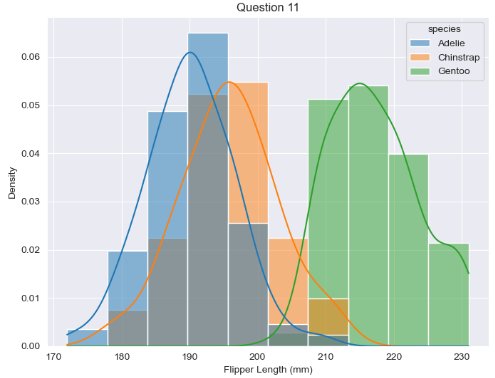 Question 11
species
Adelie
Chinstrap
Gentoo
0.06
0.05
0.04
0.03
0.02
0.01
0.00
Density
170 180 190 200 210 220 230
Flipper Length (mm)